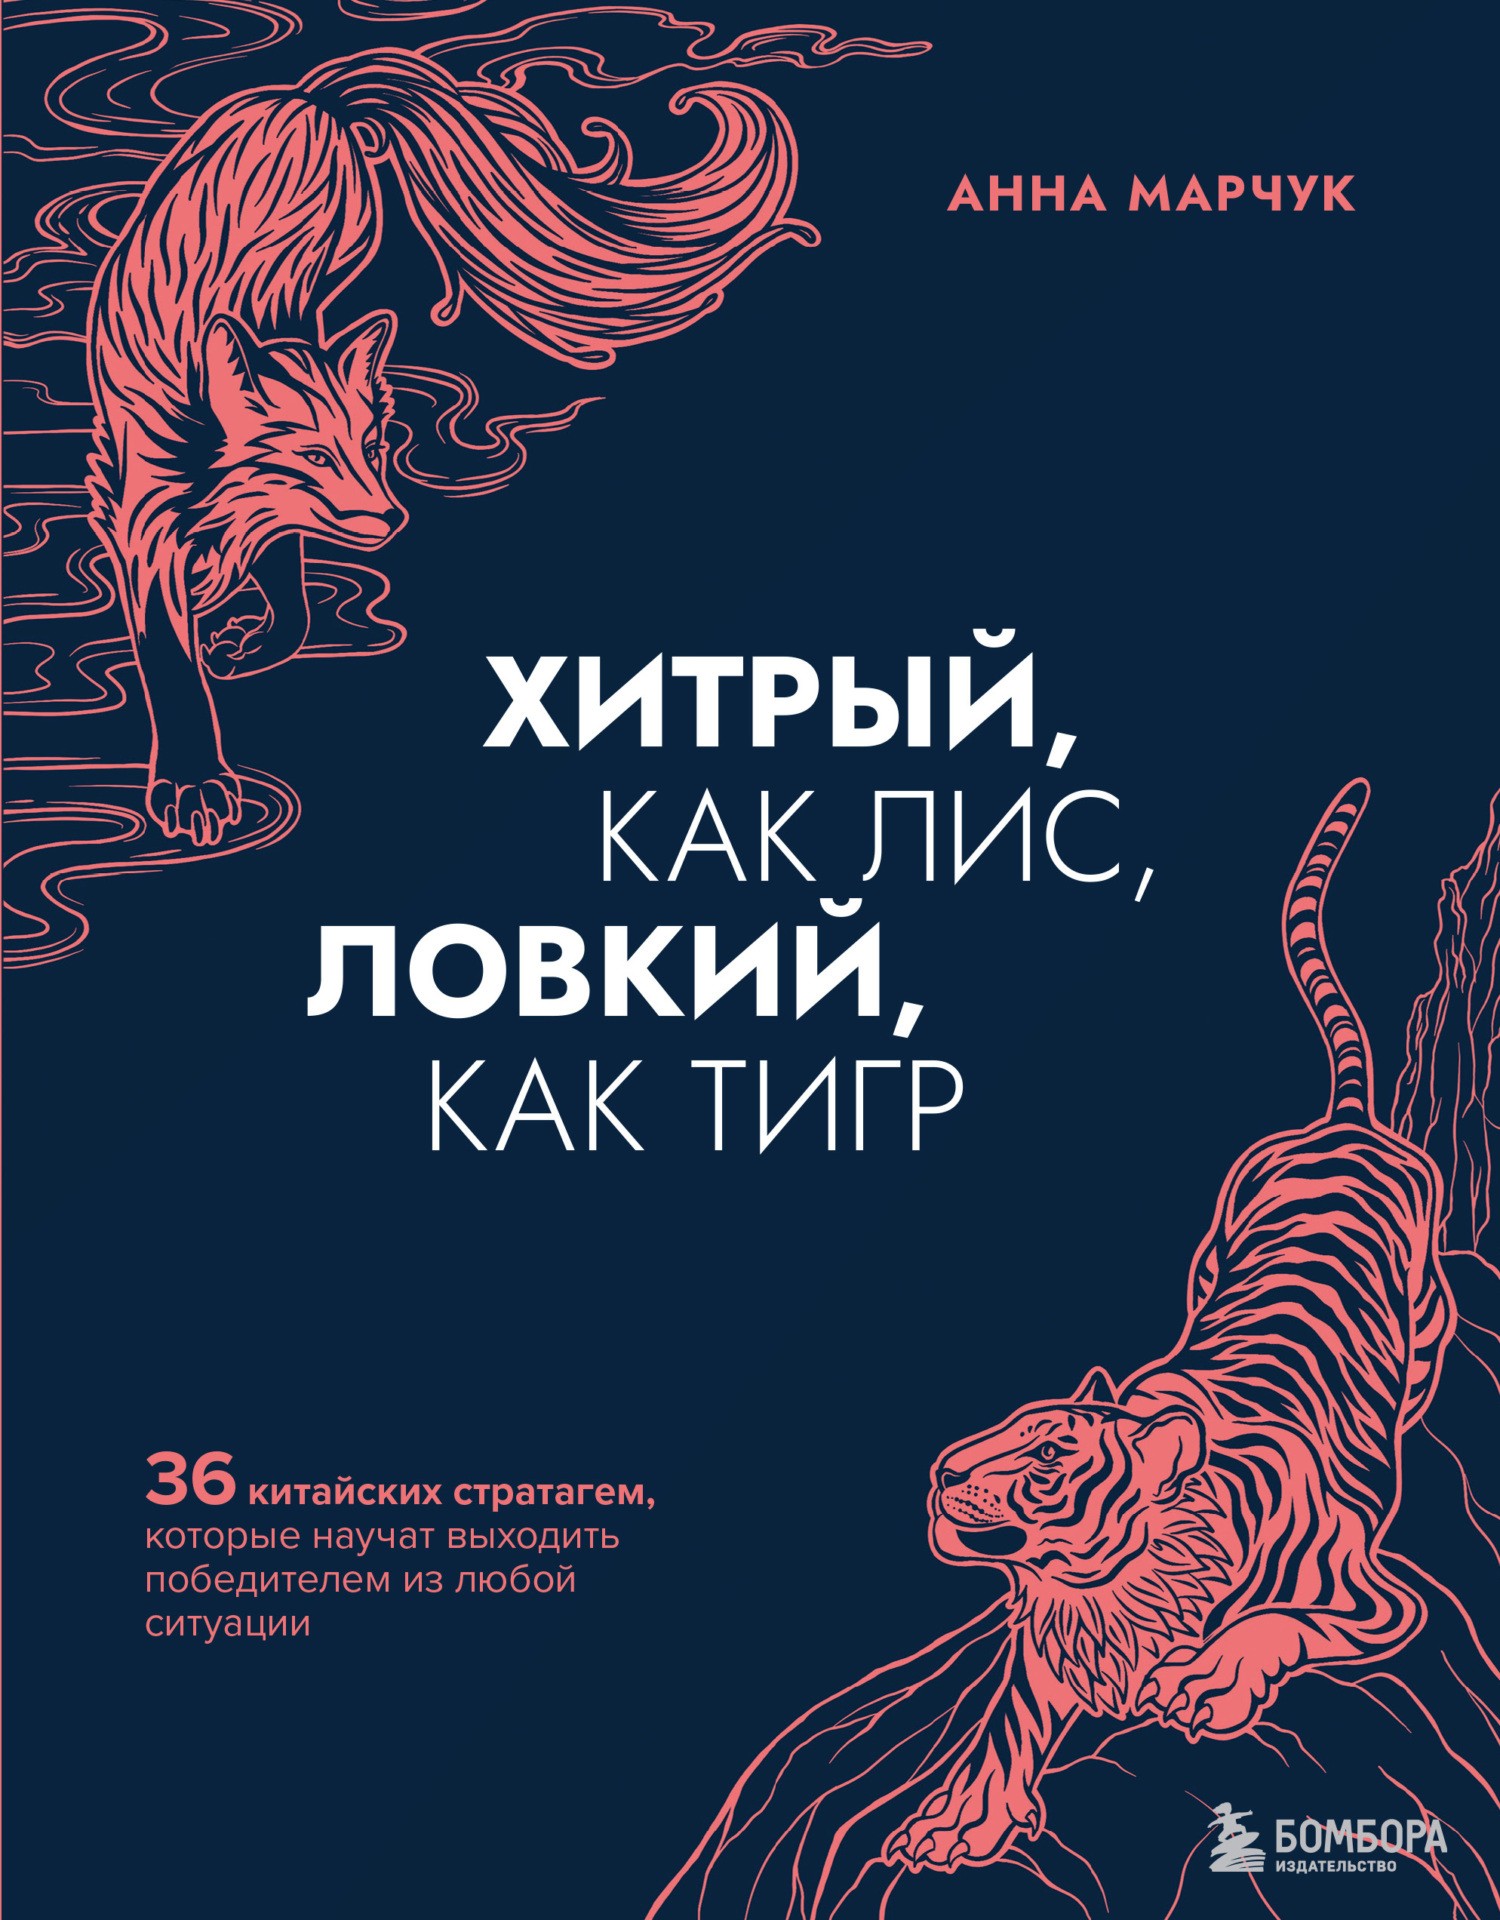 АННА МАРЧУК
ХИТРЫЙ,
КАК ЛИС,
ЛОВКИЙ,
КАК ТИГР
36 китайских стратагем,
которые научат выходить
победителем из любой
ситуации
БОМБОРА
ИЗДАТЕЛЬСТВО